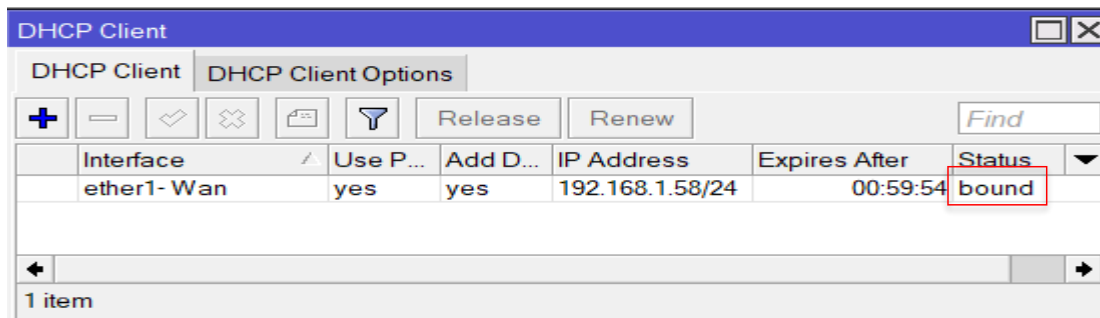 DHCP Client
DHCP Client DHCP Client Options
Release Renew Find
Interface Use P... Add D... IP Address Expires After Status
ether1- Wan yes yes 192.168.1.58/24 00:59:54 bound
1 item